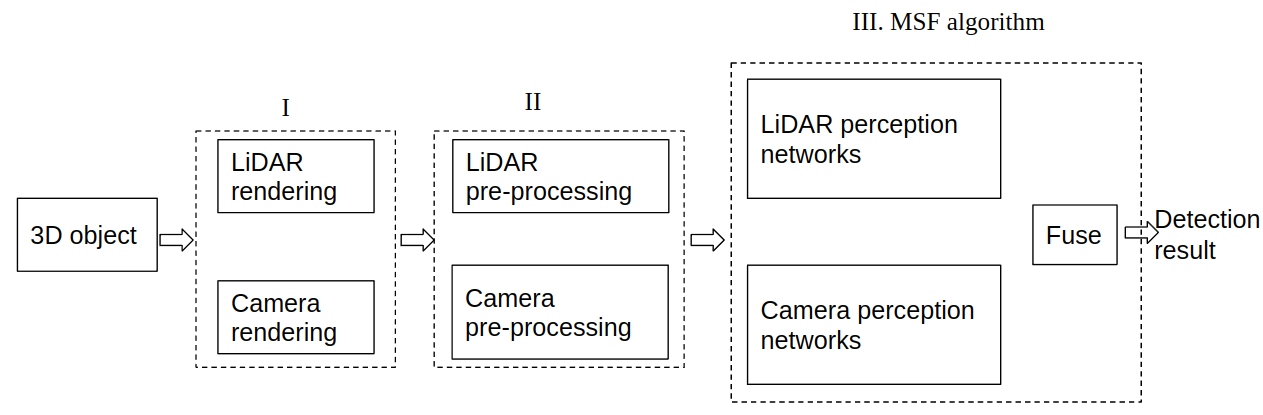 III. MSF algorithm
I
II
3D object
LiDAR
rendering
Camera
rendering
LiDAR
pre-processing
Camera
pre-processing
LiDAR perception
networks
Camera perception
networks
Fuse
Detection
result